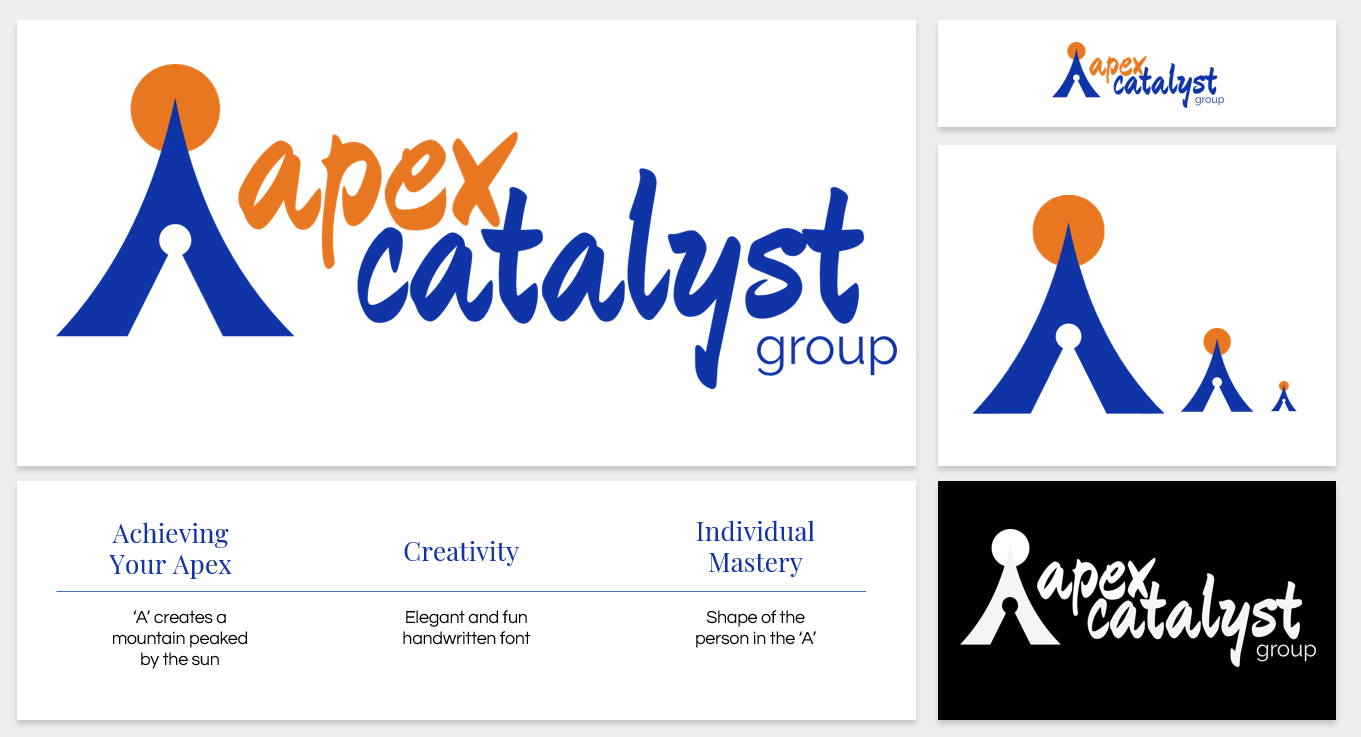 apex
catalyst
group
apex
catalyst
group
Achieving
Your Apex
Creativity
Individual
Mastery
‘A’ creates a
mountain peaked
by the sun
Elegant and fun
handwritten font
Shape of the
person in the ‘A’
apex
catalyst
group